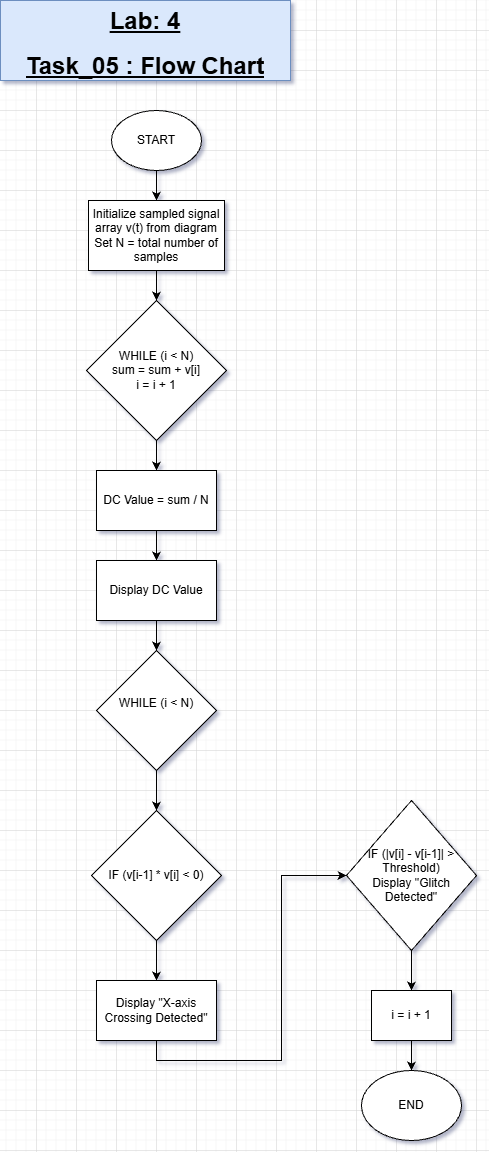 Lab: 4
Task_05 : Flow Chart
START
Initialize sampled signal
array v(t) from diagram
Set N = total number of
samples
WHILE (i < N)
sum = sum + v[i]
i = i + 1
DC Value = sum / N
Display DC Value
WHILE (i < N)
IF (v[i-1] * v[i] < 0)
Display "X-axis
Crossing Detected"
IF (|v[i] - v[i-1]| >
Threshold)
Display "Glitch
Detected"
i = i + 1
END